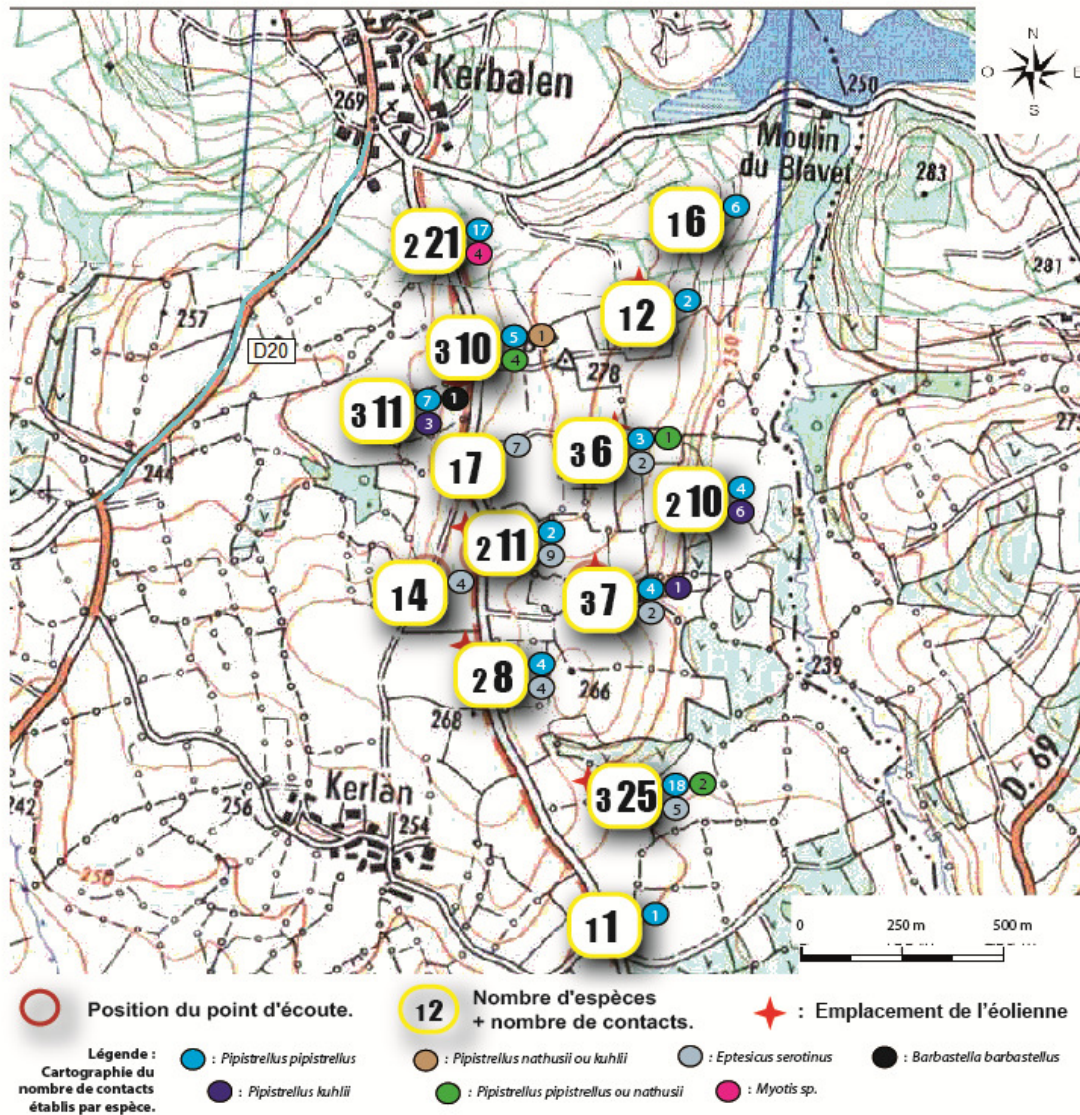 N
O
E
S
Kerbalen
269
250
Moulin
du Blavet
283
1 6
6
2 21
17
4
281
1 2
2
257
D20
3 10
5
1
4
278
230
3 11
7
1
3
1 7
7
3 6
3
1
2
244
2 10
4
6
2 11
2
9
1 4
4
3 7
4
1
2
239
2 8
4
4
266
268
Kerlan
242
256
254
3 25
18
2
5
D 69
250
1 1
1
0
250 m
500 m
Position du point d'écoute.
1 2
Nombre d'espèces
+ nombre de contacts.
: Emplacement de l'éolienne
Légende :
Cartographie du
nombre de contacts
établis par espèce.
: Pipistrellus pipistrellus
: Pipistrellus nathusii ou kuhlii
: Eptesicus serotinus
: Barbastella barbastellus
: Pipistrellus kuhlii
: Pipistrellus pipistrellus ou nathusii
: Myotis sp.